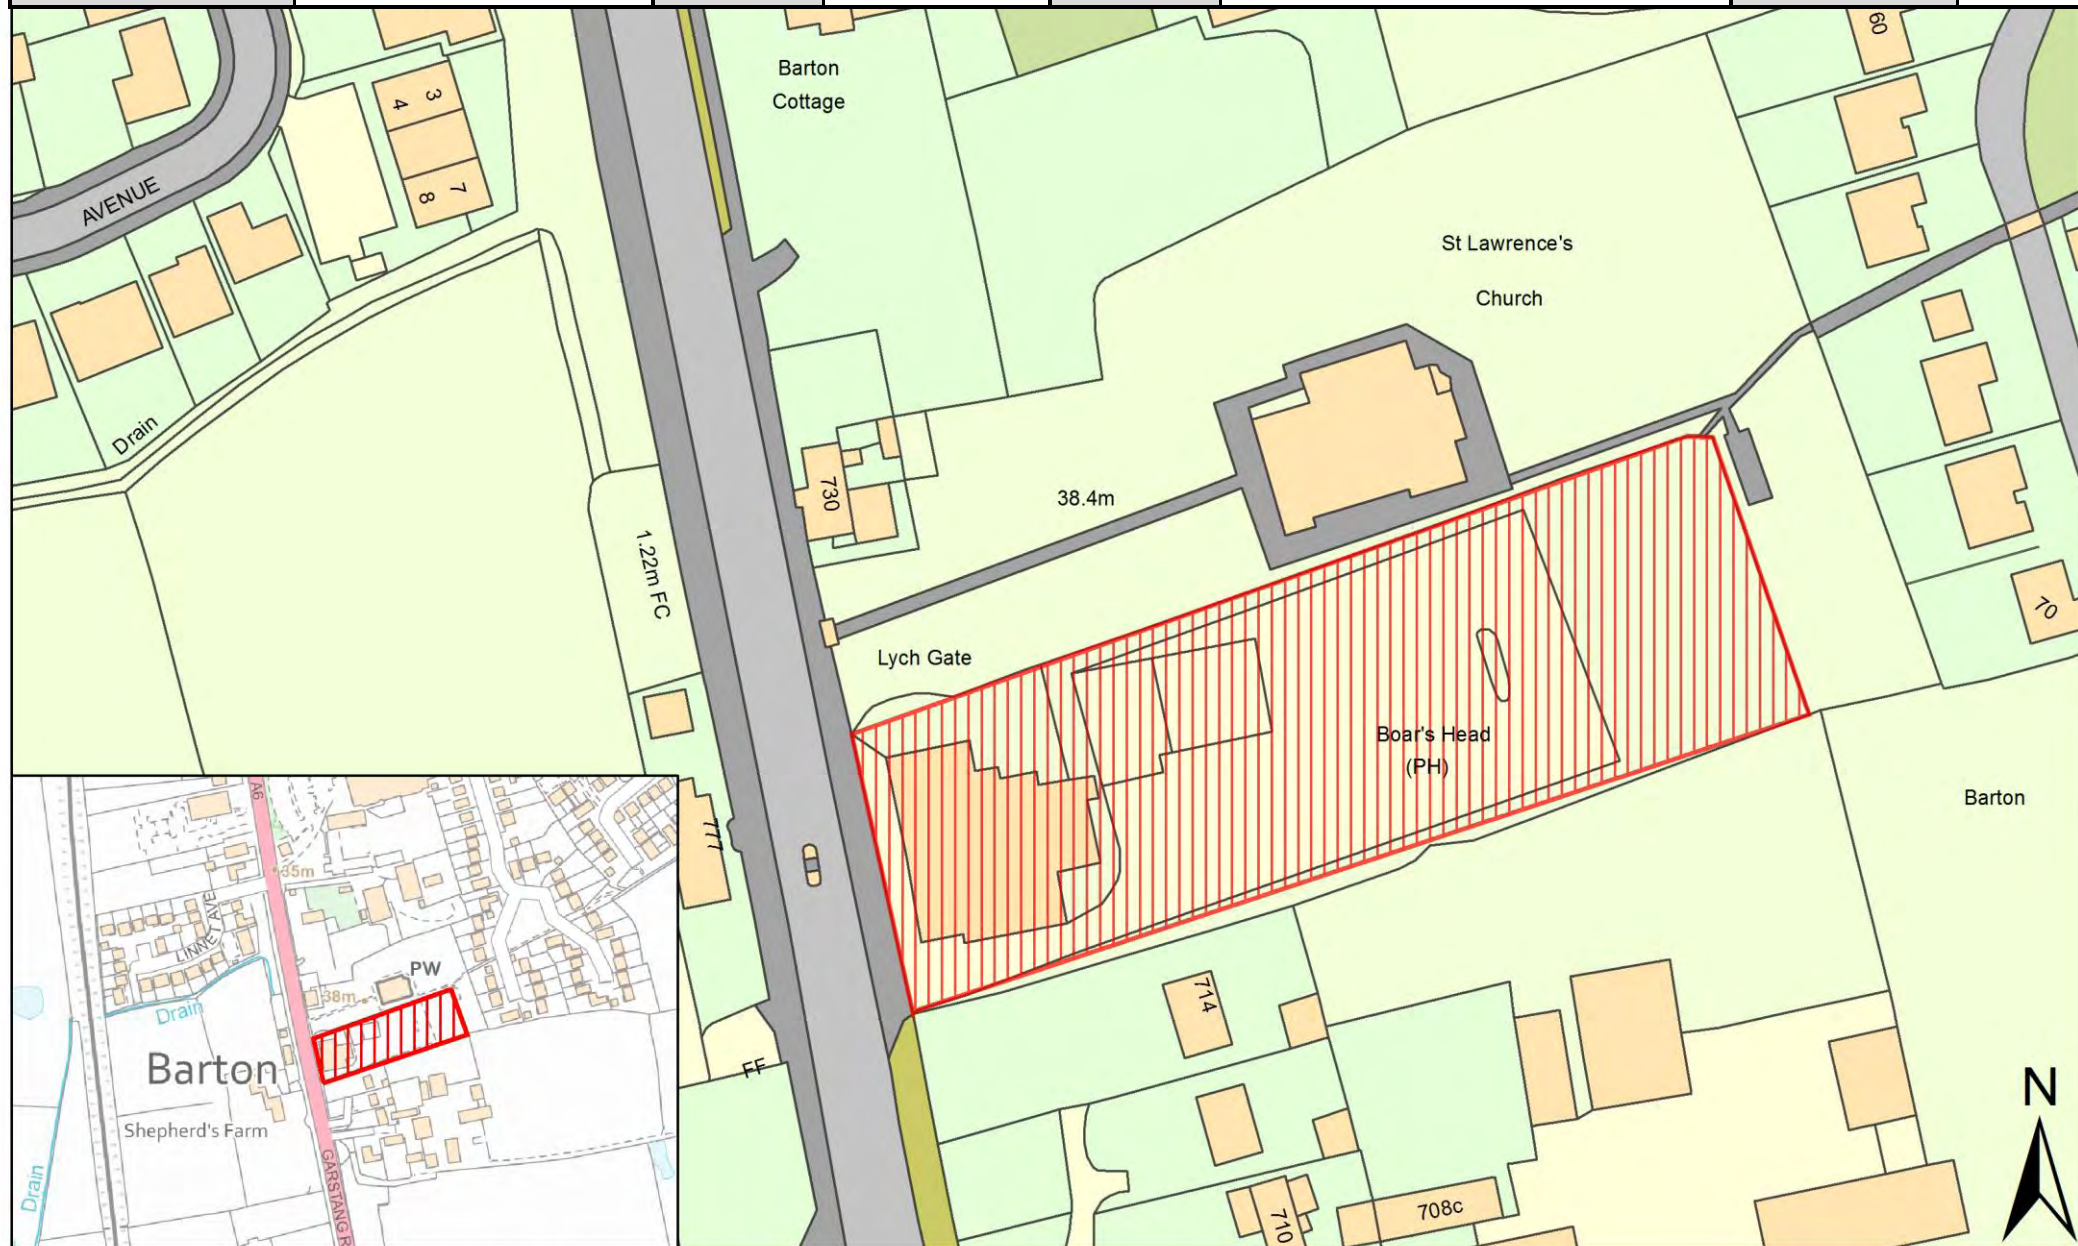 60
Barton
Cottage
3
4
7
8
AVENUE
St Lawrence's
Church
Drain
730
38.4m
1.22m FC
70
Lych Gate
Boar's Head
(PH)
Barton
777
714
FF
710
708c
N
A6
35m
LINNET AVE
PW
38m
Drain
Barton
Shepherd's Farm
Drain
GARSTANG R